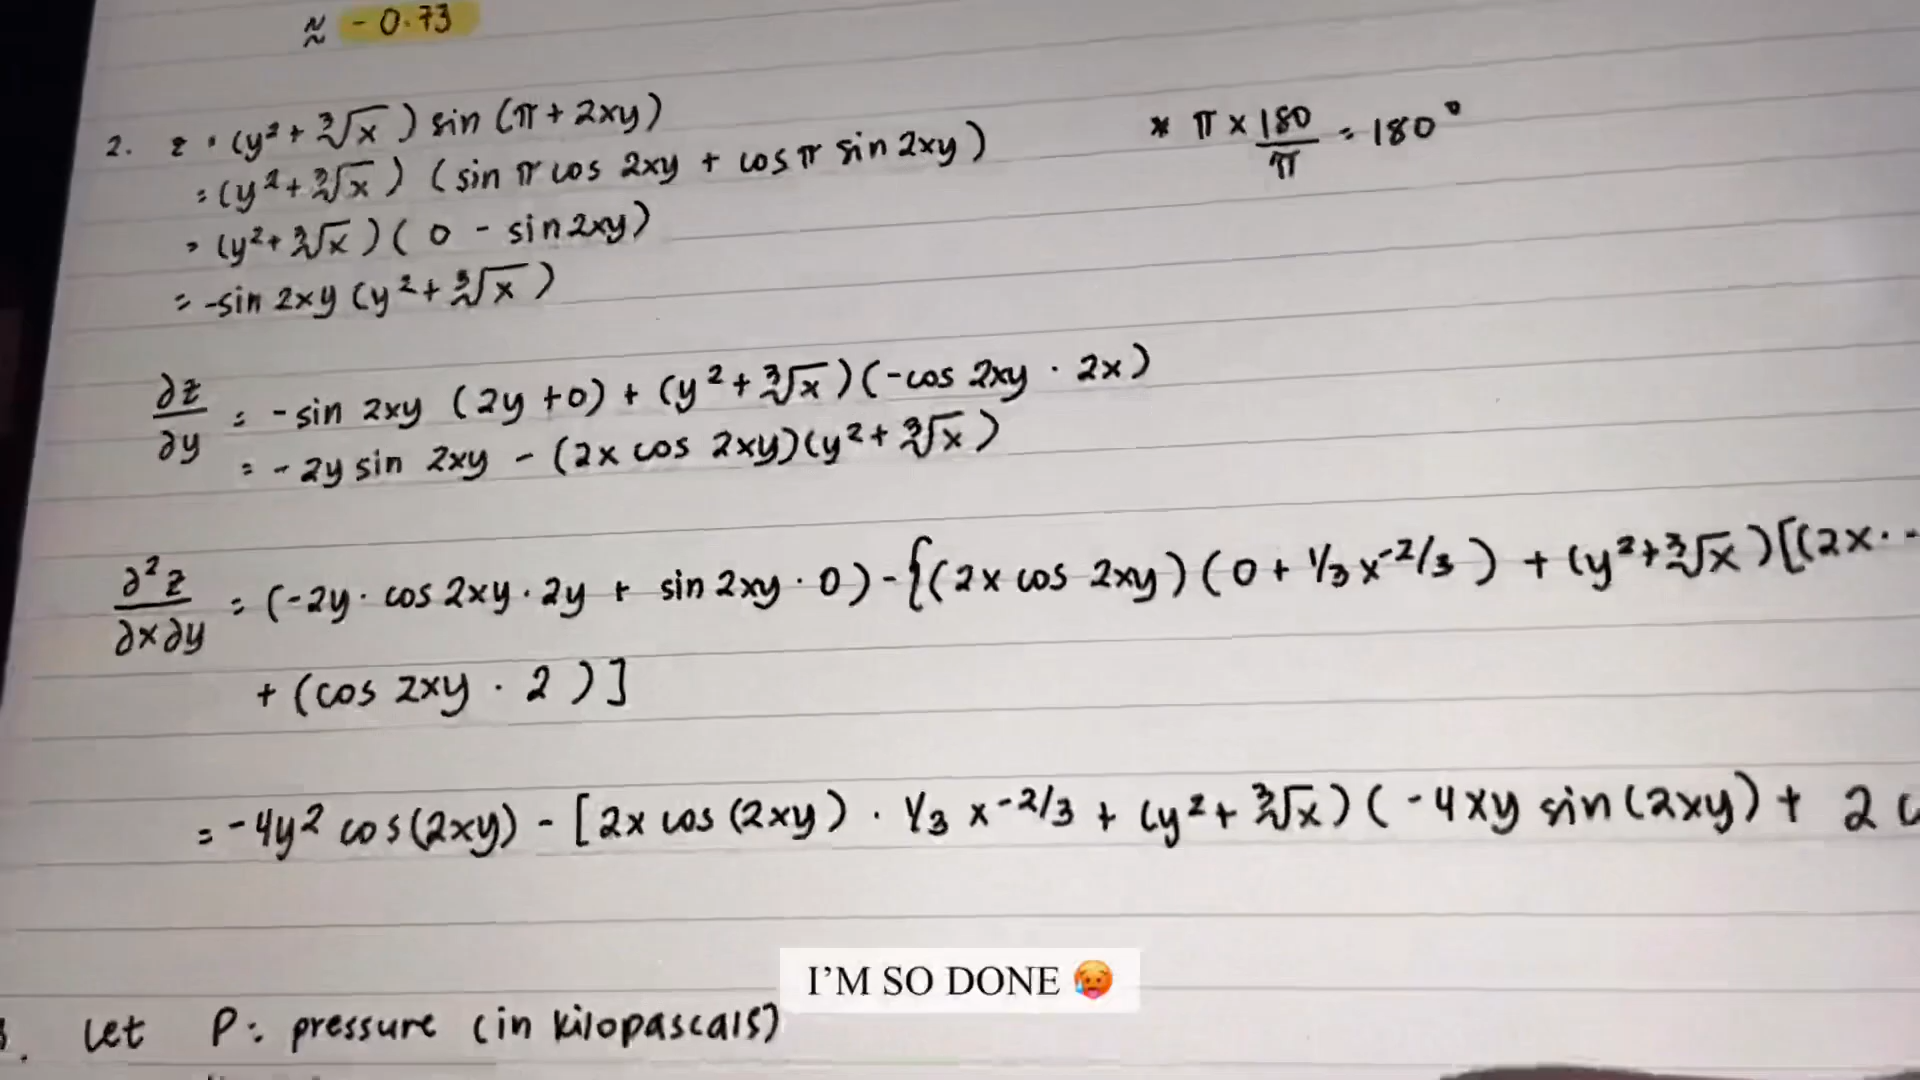 ≈ - 0.73
2. z = (y² + ∛x) sin (π + 2xy)
= (y² + ∛x) (sin π cos 2xy + cos π sin 2xy)
* π × 180/π = 180°
= (y² + ∛x) ( 0 - sin 2xy)
= -sin 2xy (y² + ∛x)
∂z/∂y = - sin 2xy (2y + 0) + (y² + ∛x)(-cos 2xy · 2x)
= - 2y sin 2xy - (2x cos 2xy)(y² + ∛x)
∂²z/∂x∂y = (-2y · cos 2xy · 2y + sin 2xy · 0) - {(2x cos 2xy) (0 + 1/3 x^-2/3) + (y² + ∛x)[(2x · -
+ (cos 2xy · 2)]
= -4y² cos(2xy) - [2x cos (2xy) · 1/3 x^-2/3 + (y² + ∛x) (-4xy sin(2xy) + 2
I'M SO DONE 🥵
. Let P: pressure (in kilopascals)